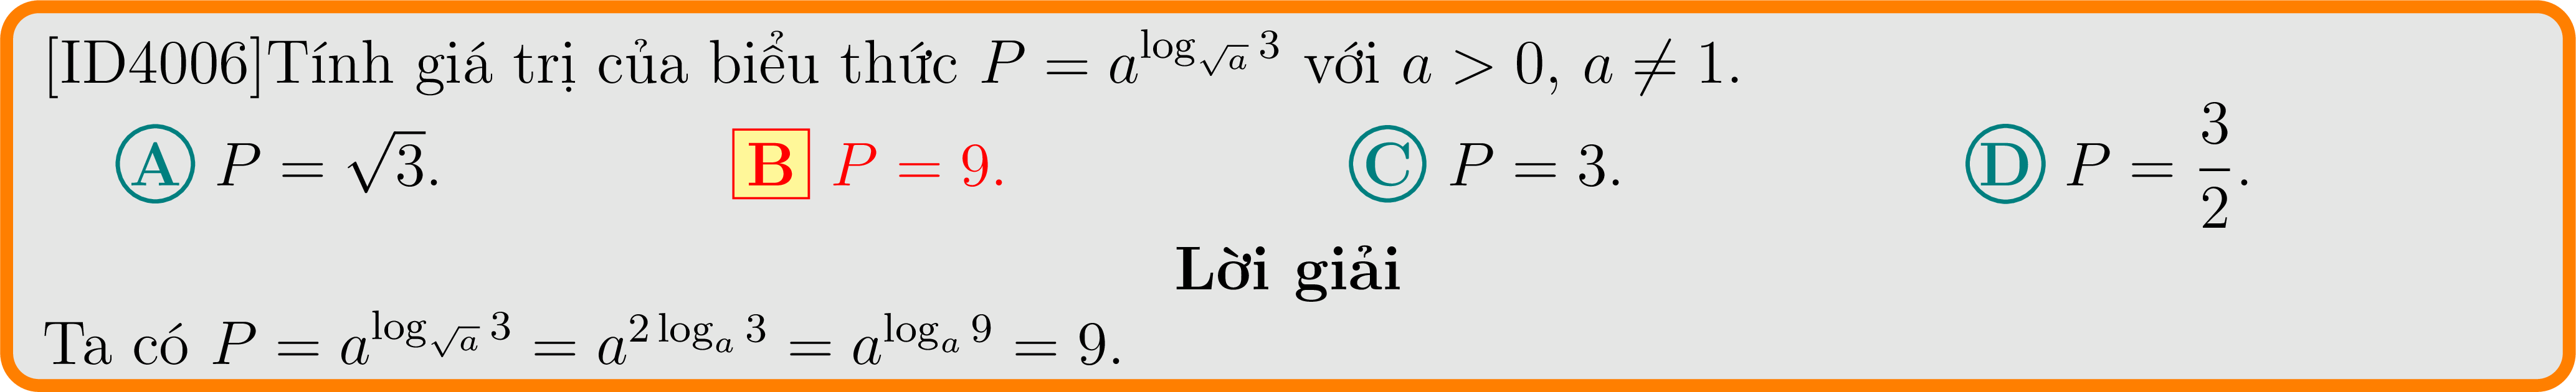 [ID4006]Tính giá trị của biểu thức $P = a^{\log_{\sqrt{a}} 3}$ với $a > 0$, $a \neq 1$.
A $P = \sqrt{3}$. B $P = 9$. C $P = 3$. D $P = \dfrac{3}{2}$.
Lời giải
Ta có $P = a^{\log_{\sqrt{a}} 3} = a^{2 \log_a 3} = a^{\log_a 9} = 9$.